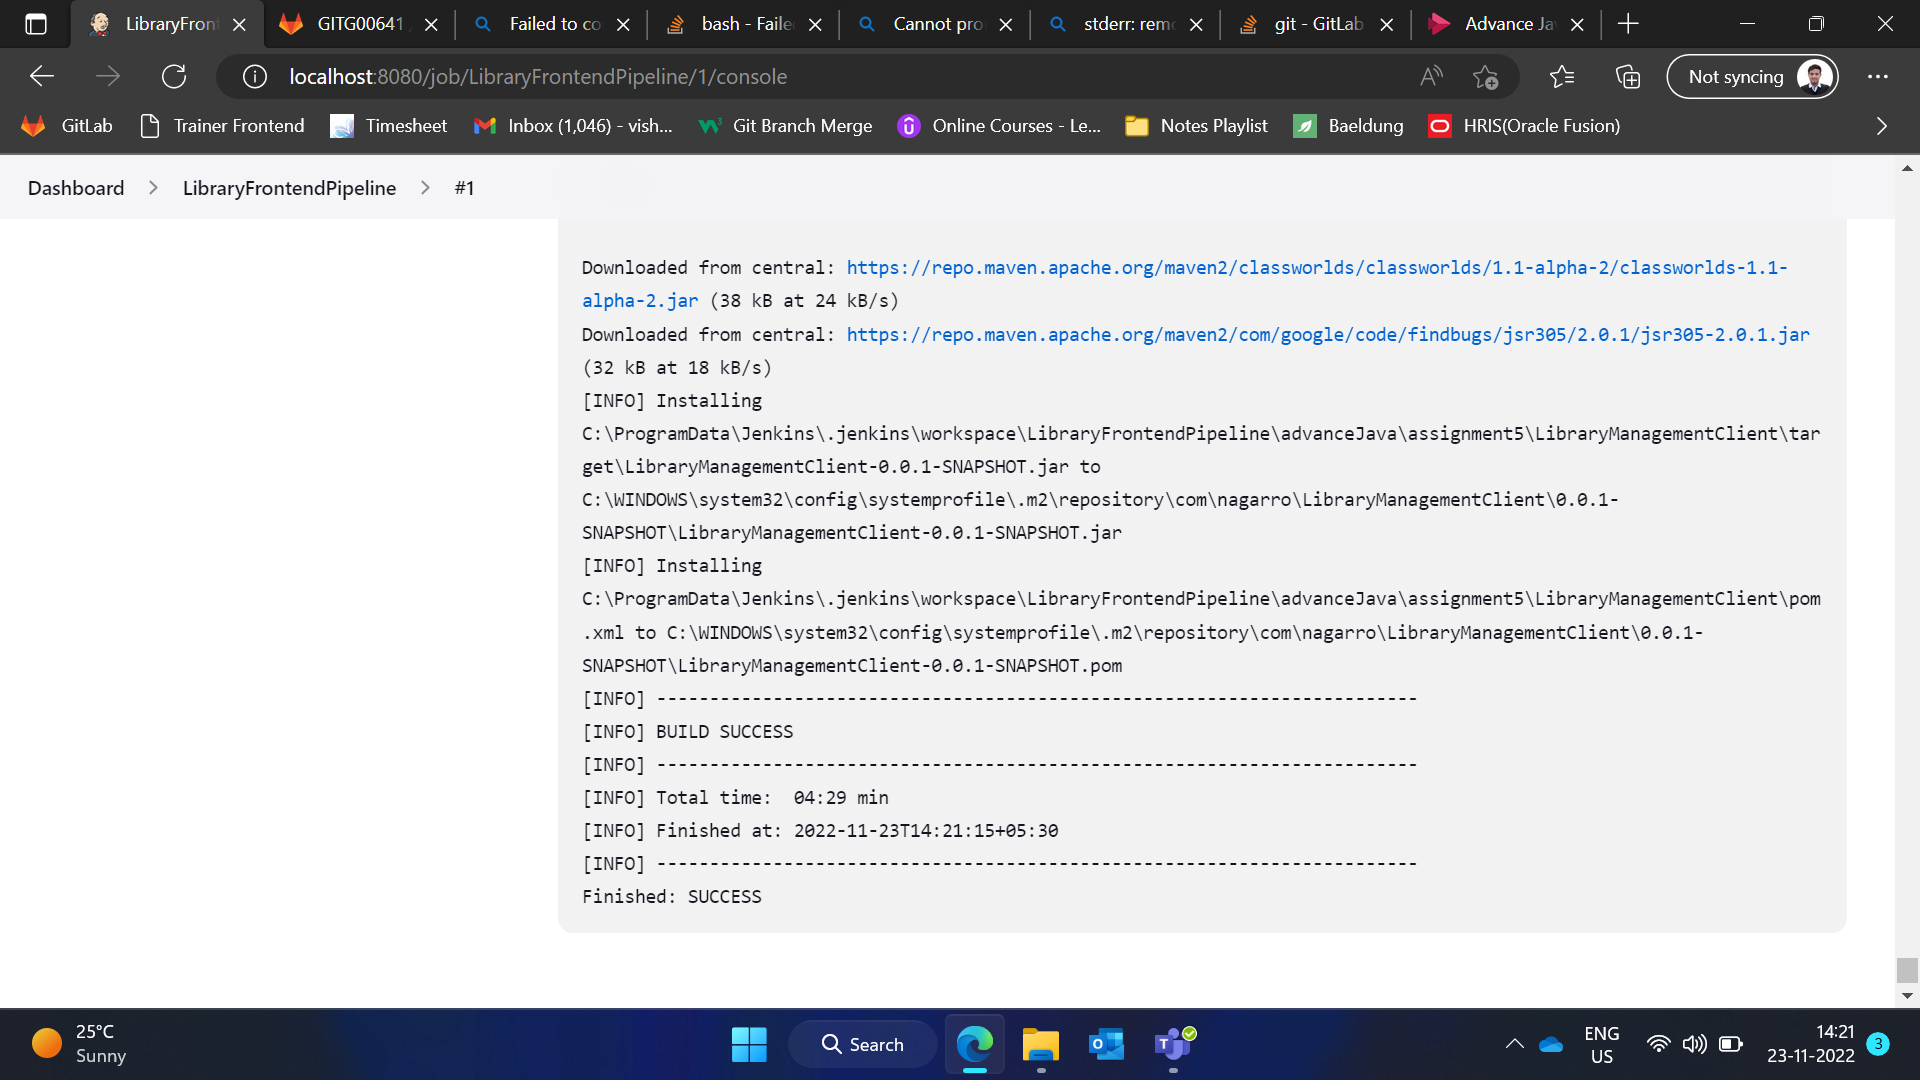 LibraryFron
GITG00641
Failed to co
bash - Faile
Cannot pro
stderr: rem
git - GitLab
Advance Ja
localhost:8080/job/LibraryFrontendPipeline/1/console
Not syncing
GitLab
Trainer Frontend
Timesheet
Inbox (1,046) - vish...
Git Branch Merge
Online Courses - Le...
Notes Playlist
Baeldung
HRIS(Oracle Fusion)
Dashboard > LibraryFrontendPipeline > #1
Downloaded from central: https://repo.maven.apache.org/maven2/classworlds/classworlds/1.1-alpha-2/classworlds-1.1-
alpha-2.jar (38 kB at 24 kB/s)
Downloaded from central: https://repo.maven.apache.org/maven2/com/google/code/findbugs/jsr305/2.0.1/jsr305-2.0.1.jar
(32 kB at 18 kB/s)
[INFO] Installing
C:\ProgramData\Jenkins\.jenkins\workspace\LibraryFrontendPipeline\advanceJava\assignment5\LibraryManagementClient\tar
get\LibraryManagementClient-0.0.1-SNAPSHOT.jar to
C:\WINDOWS\system32\config\systemprofile\.m2\repository\com\nagarro\LibraryManagementClient\0.0.1-
SNAPSHOT\LibraryManagementClient-0.0.1-SNAPSHOT.jar
[INFO] Installing
C:\ProgramData\Jenkins\.jenkins\workspace\LibraryFrontendPipeline\advanceJava\assignment5\LibraryManagementClient\pom
.xml to C:\WINDOWS\system32\config\systemprofile\.m2\repository\com\nagarro\LibraryManagementClient\0.0.1-
SNAPSHOT\LibraryManagementClient-0.0.1-SNAPSHOT.pom
[INFO] ------------------------------------------------------------------------
[INFO] BUILD SUCCESS
[INFO] ------------------------------------------------------------------------
[INFO] Total time:  04:29 min
[INFO] Finished at: 2022-11-23T14:21:15+05:30
[INFO] ------------------------------------------------------------------------
Finished: SUCCESS
25°C
Sunny
Search
ENG
US
14:21
23-11-2022
3